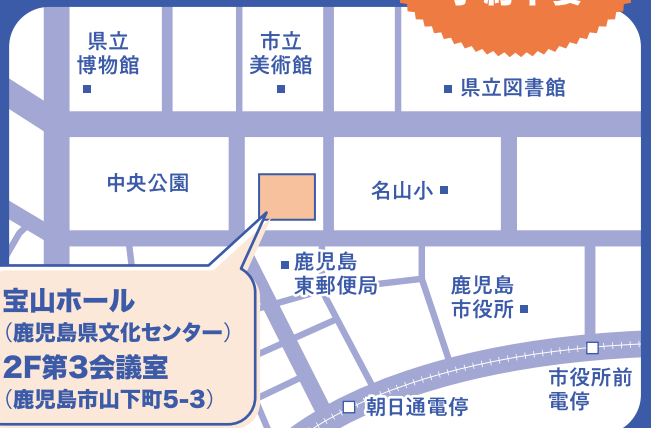 県立
博物館
市立
美術館
県立図書館
中央公園
名山小
鹿児島
東郵便局
鹿児島
市役所
宝山ホール
（鹿児島県文化センター）
2F第3会議室
（鹿児島市山下町5-3）
市役所前
電停
朝日通電停